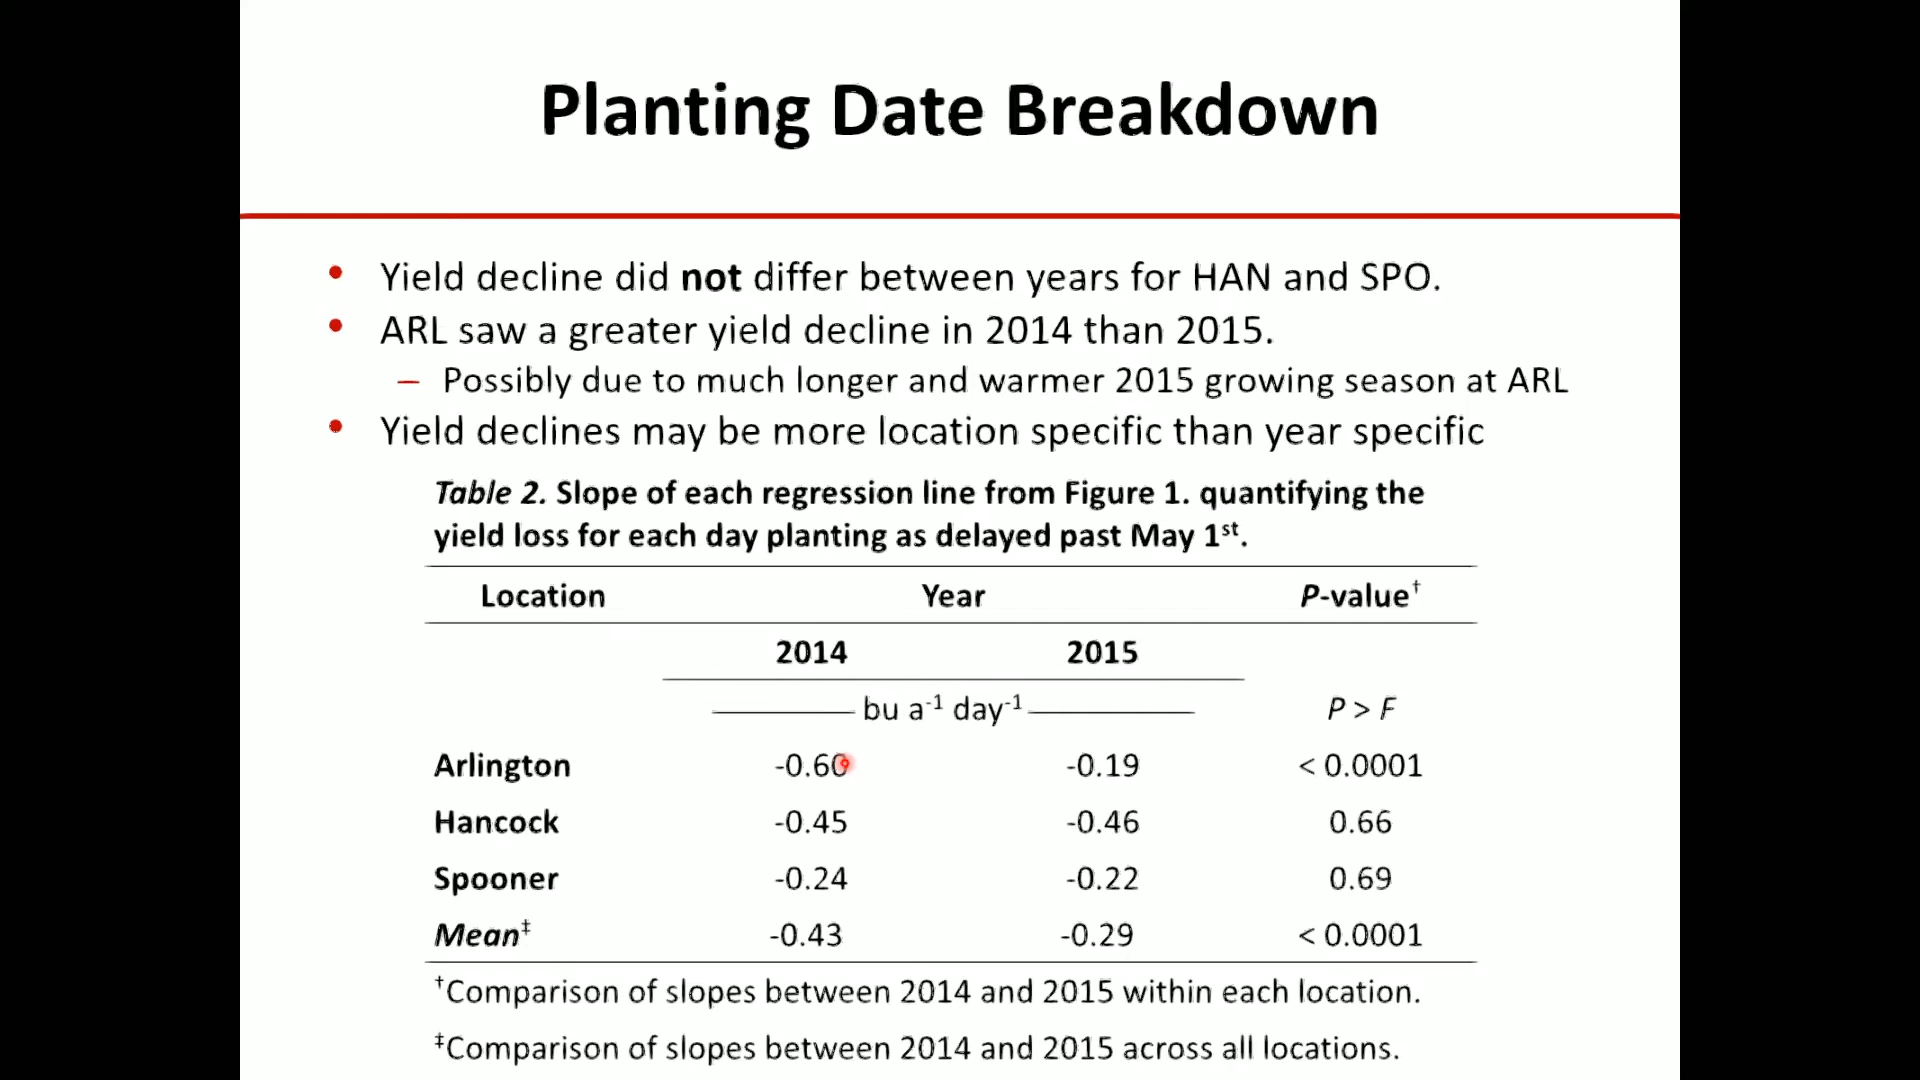 Planting Date Breakdown
• Yield decline did not differ between years for HAN and SPO.
• ARL saw a greater yield decline in 2014 than 2015.
– Possibly due to much longer and warmer 2015 growing season at ARL
• Yield declines may be more location specific than year specific
Table 2. Slope of each regression line from Figure 1. quantifying the
yield loss for each day planting as delayed past May 1st.
Location Year P-value†
2014 2015
bu a-1 day-1 P > F
Arlington -0.60 -0.19 < 0.0001
Hancock -0.45 -0.46 0.66
Spooner -0.24 -0.22 0.69
Mean‡ -0.43 -0.29 < 0.0001
†Comparison of slopes between 2014 and 2015 within each location.
‡Comparison of slopes between 2014 and 2015 across all locations.